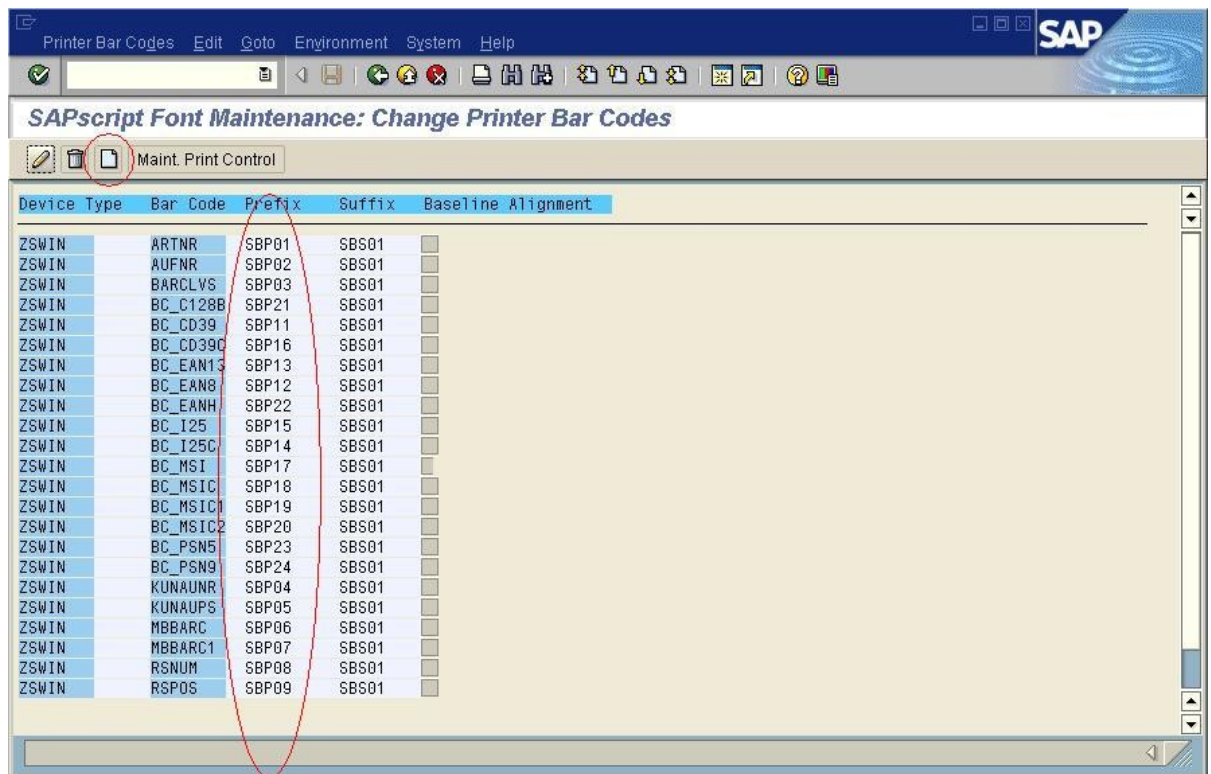 Printer Bar Codes Edit Goto Environment System Help
SAP
SAPscript Font Maintenance: Change Printer Bar Codes
Maint. Print Control
Device Type Bar Code Prefix Suffix Baseline Alignment
ZSWIN ARTNR SBP01 SBS01
ZSWIN AUFNR SBP02 SBS01
ZSWIN BARCLVS SBP03 SBS01
ZSWIN BC_C128B SBP21 SBS01
ZSWIN BC_CD39 SBP11 SBS01
ZSWIN BC_CD39C SBP16 SBS01
ZSWIN BC_EAN13 SBP13 SBS01
ZSWIN BC_EAN8 SBP12 SBS01
ZSWIN BC_EANH SBP22 SBS01
ZSWIN BC_I25 SBP15 SBS01
ZSWIN BC_I25C SBP14 SBS01
ZSWIN BC_MSI SBP17 SBS01
ZSWIN BC_MSIC SBP18 SBS01
ZSWIN BC_MSIC1 SBP19 SBS01
ZSWIN BC_MSIC2 SBP20 SBS01
ZSWIN BC_PSN5 SBP23 SBS01
ZSWIN BC_PSN9 SBP24 SBS01
ZSWIN KUNAUNR SBP04 SBS01
ZSWIN KUNAUPS SBP05 SBS01
ZSWIN MBBARC SBP06 SBS01
ZSWIN MBBARC1 SBP07 SBS01
ZSWIN RSNUM SBP08 SBS01
ZSWIN RSPOS SBP09 SBS01